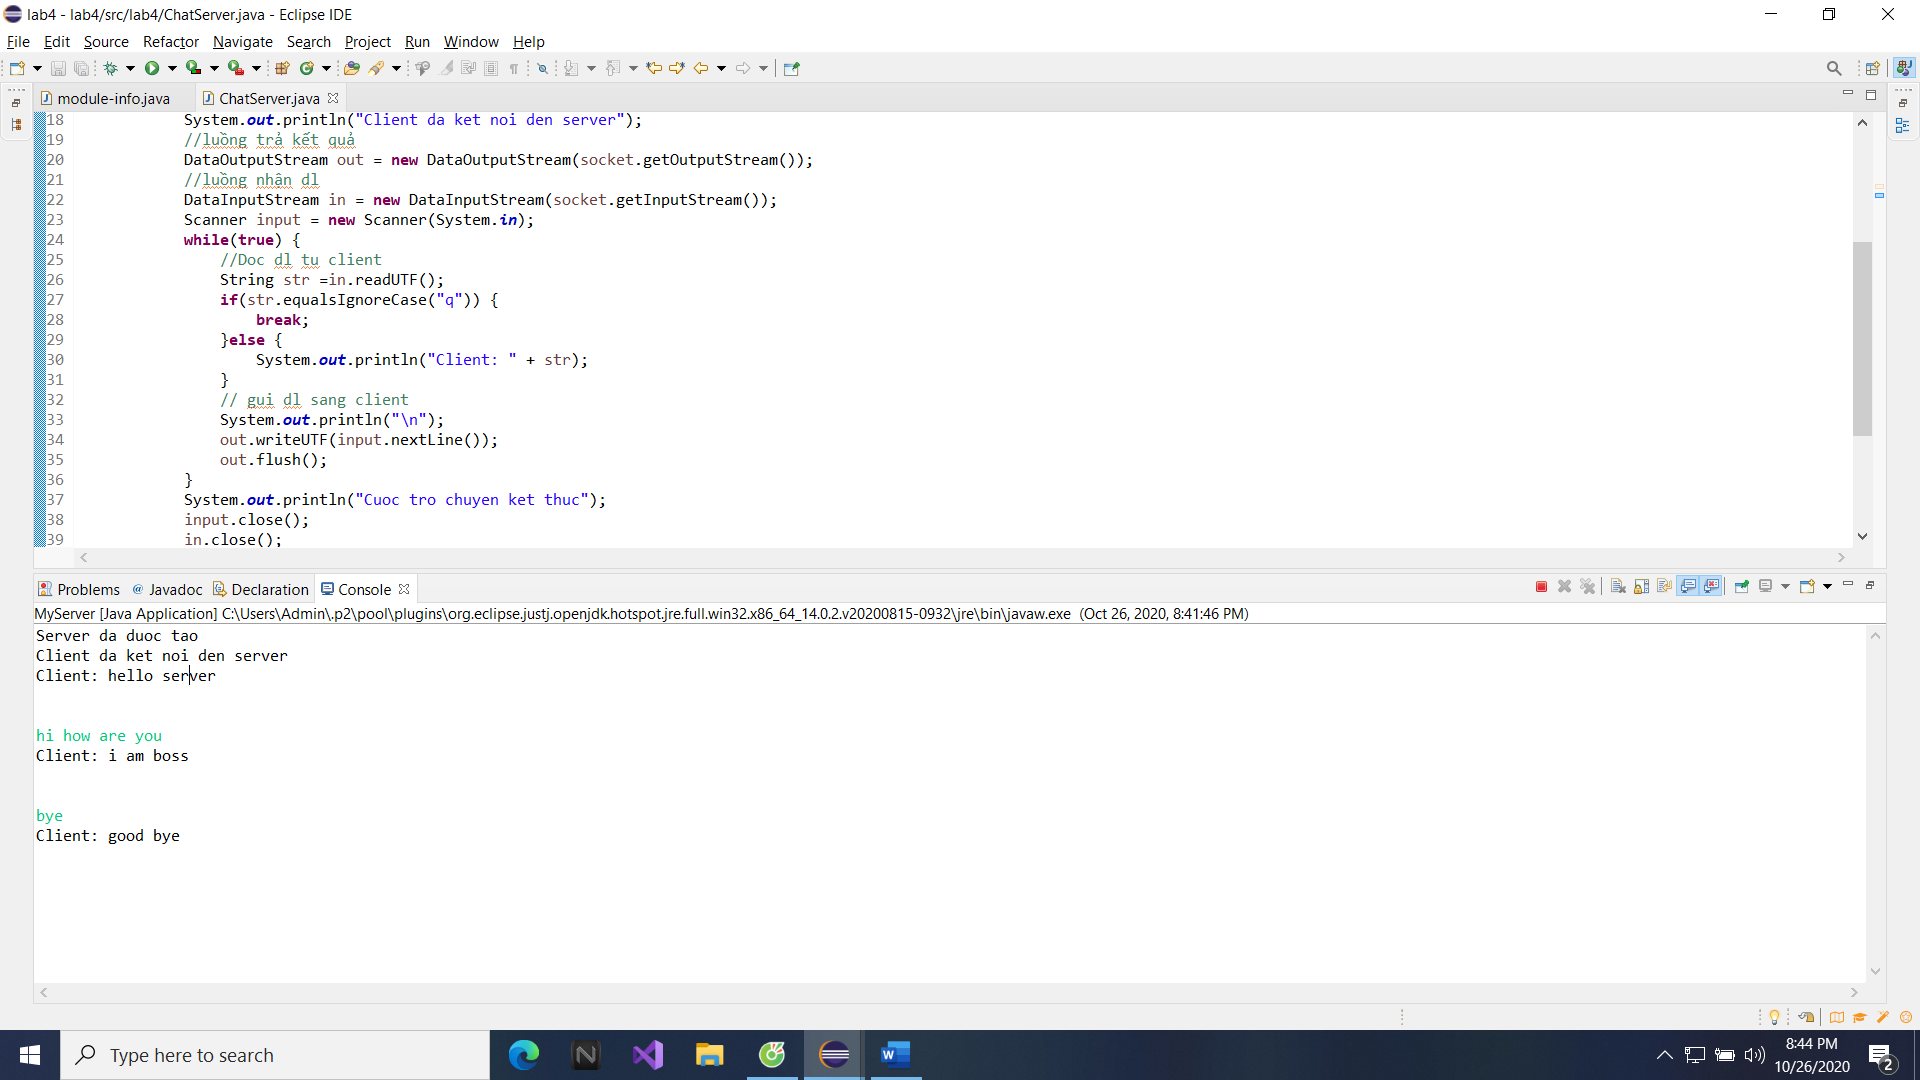 lab4 - lab4/src/lab4/ChatServer.java - Eclipse IDE
File Edit Source Refactor Navigate Search Project Run Window Help
module-info.java ChatServer.java
18 System.out.println("Client da ket noi den server");
19 //luồng trả kết quả
20 DataOutputStream out = new DataOutputStream(socket.getOutputStream());
21 //luồng nhận dl
22 DataInputStream in = new DataInputStream(socket.getInputStream());
23 Scanner input = new Scanner(System.in);
24 while(true) {
25 //Doc dl tu client
26 String str =in.readUTF();
27 if(str.equalsIgnoreCase("q")) {
28 break;
29 }else {
30 System.out.println("Client: " + str);
31 }
32 // gui dl sang client
33 System.out.println("\n");
34 out.writeUTF(input.nextLine());
35 out.flush();
36 }
37 System.out.println("Cuoc tro chuyen ket thuc");
38 input.close();
39 in.close();
Problems @ Javadoc Declaration Console
MyServer [Java Application] C:\Users\Admin\.p2\pool\plugins\org.eclipse.justj.openjdk.hotspot.jre.full.win32.x86_64_14.0.2.v20200815-0932\jre\bin\javaw.exe (Oct 26, 2020, 8:41:46 PM)
Server da duoc tao
Client da ket noi den server
Client: hello server
hi how are you
Client: i am boss
bye
Client: good bye
Type here to search
8:44 PM
10/26/2020
2